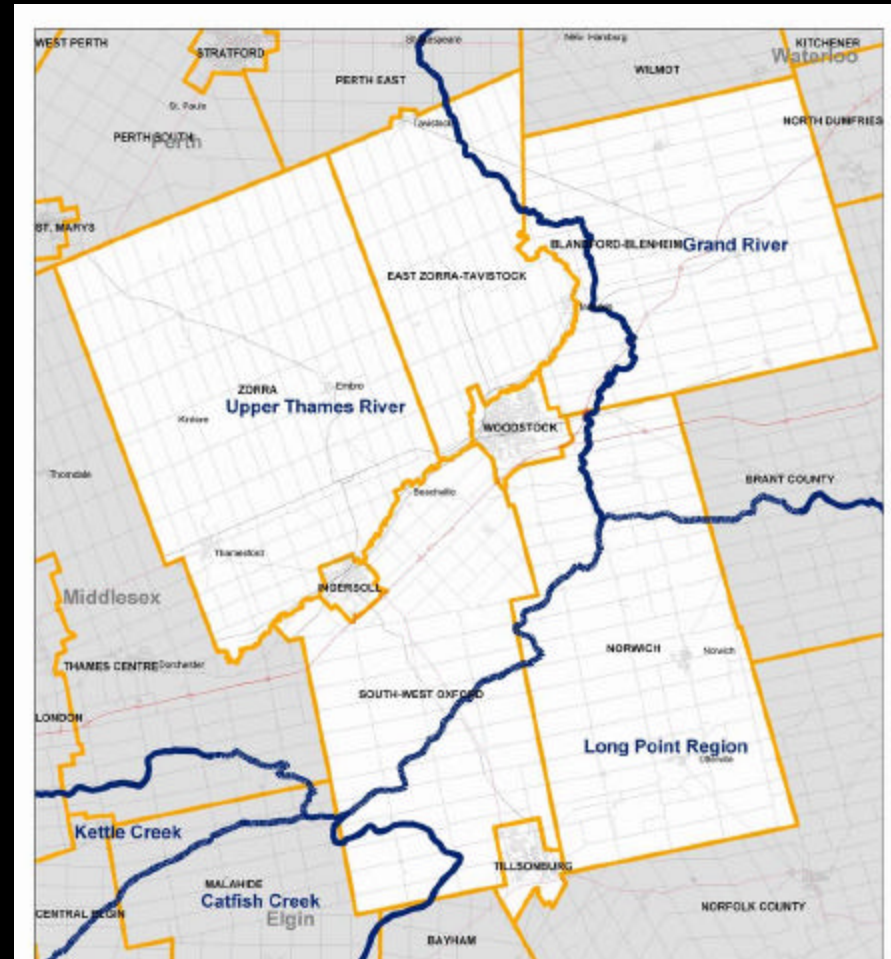 WEST PERTH
STRATFORD
Shakespeare
New Hamburg
KITCHENER
Waterloo
WILMOT
PERTH EAST
St. Pauls
Tavistock
NORTH DUMFRIES
PERTH SOUTH
Perth
ST. MARYS
BLANDFORD-BLENHEIM
Grand River
EAST ZORRA-TAVISTOCK
ZORRA
Embro
Upper Thames River
Kintore
WOODSTOCK
Thorndale
Beachville
BRANT COUNTY
Thamesford
INGERSOLL
Middlesex
NORWICH
Norwich
THAMES CENTRE
Dorchester
SOUTH-WEST OXFORD
LONDON
Long Point Region
Otterville
Kettle Creek
TILLSONBURG
MALAHIDE
Catfish Creek
CENTRAL ELGIN
Elgin
NORFOLK COUNTY
BAYHAM